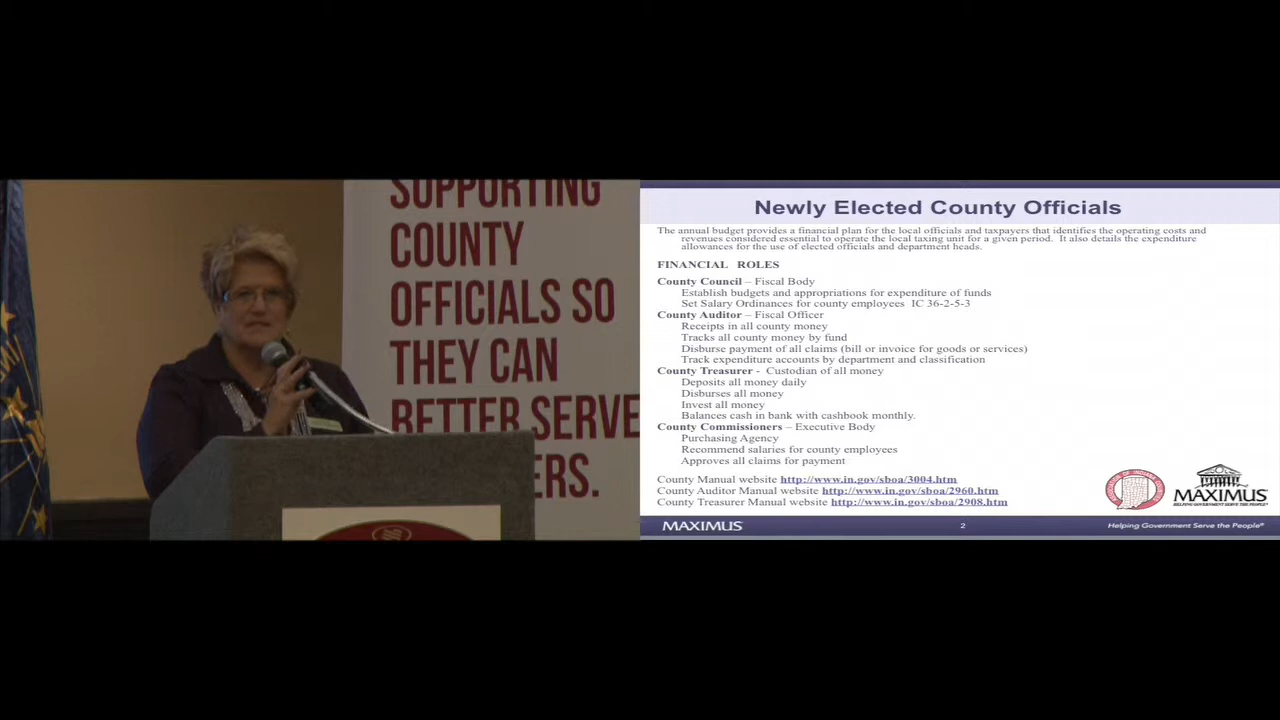 SUPPORTING
COUNTY
OFFICIALS SO
THEY CAN
BETTER SERVE
ERS.
Newly Elected County Officials
The annual budget provides a financial plan for the local officials and taxpayers that identifies the operating costs and
revenues considered essential to operate the local taxing unit for a given period. It also details the expenditure
allowances for the use of elected officials and department heads.
FINANCIAL ROLES
County Council – Fiscal Body
Establish budgets and appropriations for expenditure of funds
Set Salary Ordinances for county employees IC 36-2-5-3
County Auditor – Fiscal Officer
Receipts in all county money
Tracks all county money by fund
Disburse payment of all claims (bill or invoice for goods or services)
Track expenditure accounts by department and classification
County Treasurer - Custodian of all money
Deposits all money daily
Disburses all money
Invest all money
Balances cash in bank with cashbook monthly.
County Commissioners – Executive Body
Purchasing Agency
Recommend salaries for county employees
Approves all claims for payment
County Manual website http://www.in.gov/sboa/3004.htm
County Auditor Manual website http://www.in.gov/sboa/2960.htm
County Treasurer Manual website http://www.in.gov/sboa/2908.htm
MAXIMUS
HELPING GOVERNMENT SERVE THE PEOPLE®
MAXIMUS
2
Helping Government Serve the People®